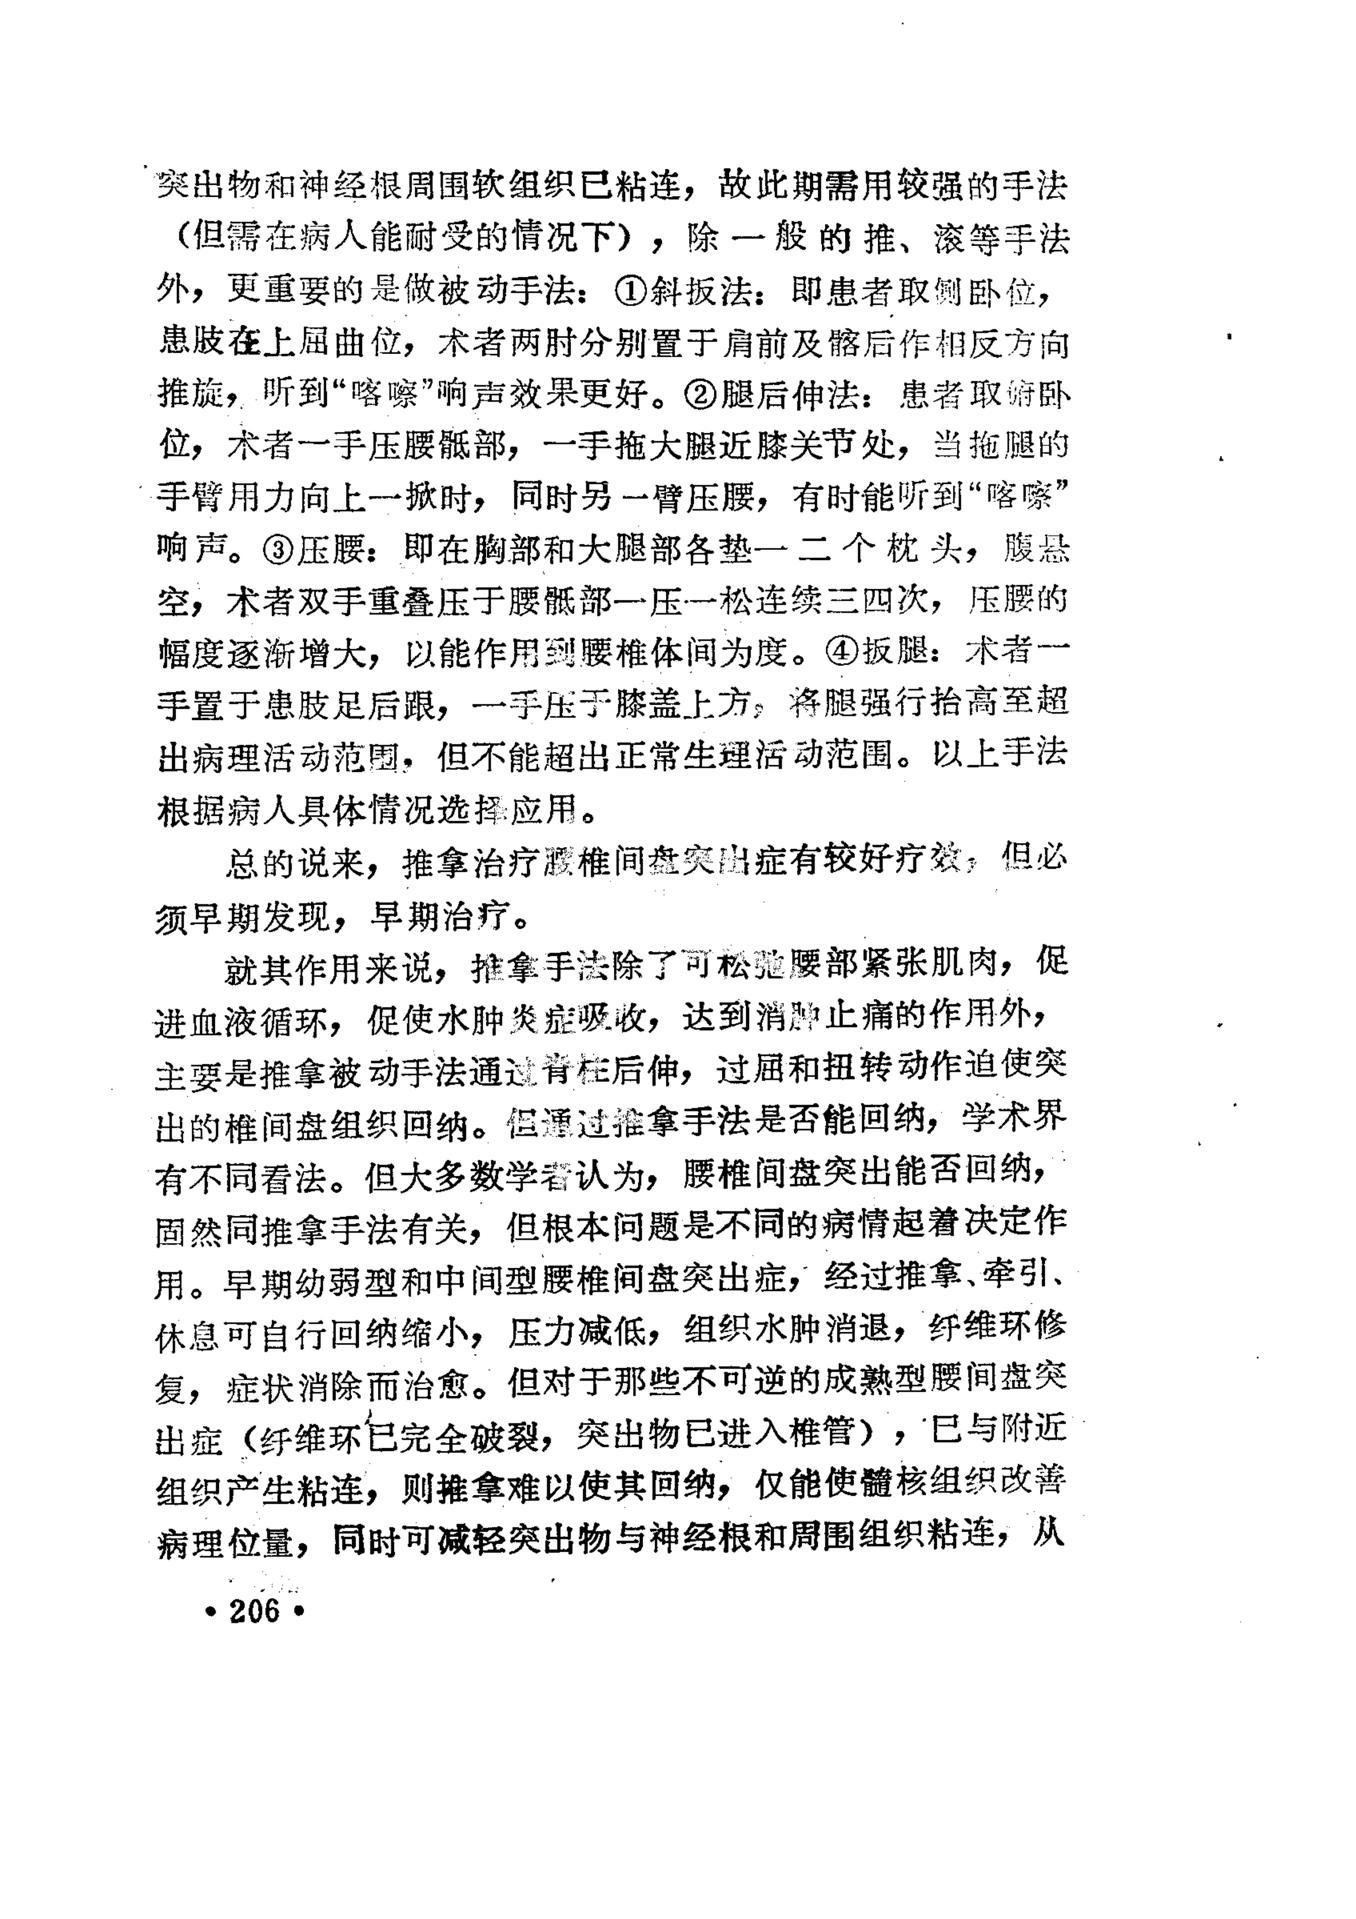 突出物和神经根周围软组织已粘连，故此期需用较强的手法
（但需在病人能耐受的情况下），除一般的推、滚等手法
外，更重要的是做被动手法：①斜扳法：即患者取侧卧位，
患肢在上屈曲位，术者两肘分别置于肩前及髂后作相反方向
推旋，听到“喀嚓”响声效果更好。②腿后伸法：患者取俯卧
位，术者一手压腰骶部，一手拖大腿近膝关节处，当拖腿的
手臂用力向上一掀时，同时另一臂压腰，有时能听到“喀嚓”
响声。③压腰：即在胸部和大腿部各垫一二个枕头，腹悬
空，术者双手重叠压于腰骶部一压一松连续三四次，压腰的
幅度逐渐增大，以能作用到腰椎体间为度。④扳腿：术者一
手置于患肢足后跟，一手压于膝盖上方，将腿强行抬高至超
出病理活动范围，但不能超出正常生理活动范围。以上手法
根据病人具体情况选择应用。
总的说来，推拿治疗腰椎间盘突出症有较好疗效，但必
须早期发现，早期治疗。
就其作用来说，推拿手法除了可松弛腰部紧张肌肉，促
进血液循环，促使水肿炎症吸收，达到消肿止痛的作用外，
主要是推拿被动手法通过脊柱后伸，过屈和扭转动作迫使突
出的椎间盘组织回纳。但通过推拿手法是否能回纳，学术界
有不同看法。但大多数学者认为，腰椎间盘突出能否回纳，
固然同推拿手法有关，但根本问题是不同的病情起着决定作
用。早期幼弱型和中间型腰椎间盘突出症，经过推拿、牵引、
休息可自行回纳缩小，压力减低，组织水肿消退，纤维环修
复，症状消除而治愈。但对于那些不可逆的成熟型腰间盘突
出症（纤维环已完全破裂，突出物已进入椎管），已与附近
组织产生粘连，则推拿难以使其回纳，仅能使髓核组织改善
病理位量，同时可减轻突出物与神经根和周围组织粘连，从
·206·